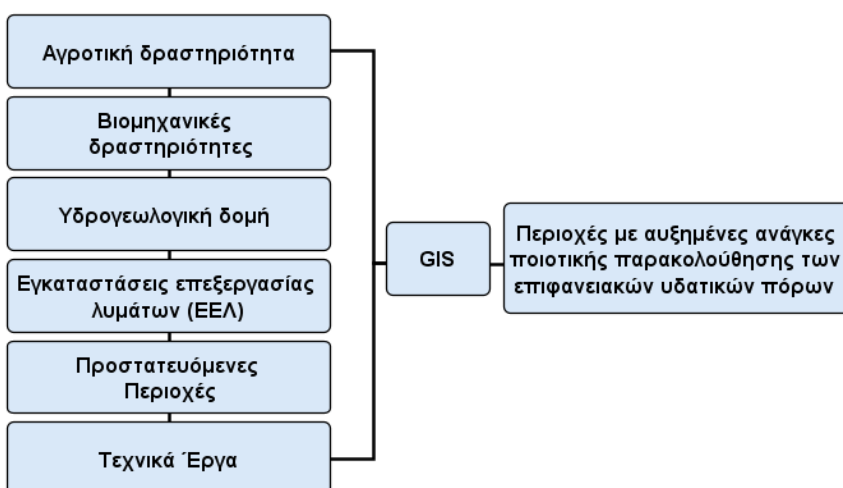 Αγροτική δραστηριότητα
Βιομηχανικές
δραστηριότητες
Υδρογεωλογική δομή
Εγκαταστάσεις επεξεργασίας
λυμάτων (ΕΕΛ)
Προστατευόμενες
Περιοχές
Τεχνικά Έργα
GIS
Περιοχές με αυξημένες ανάγκες
ποιοτικής παρακολούθησης των
επιφανειακών υδατικών πόρων